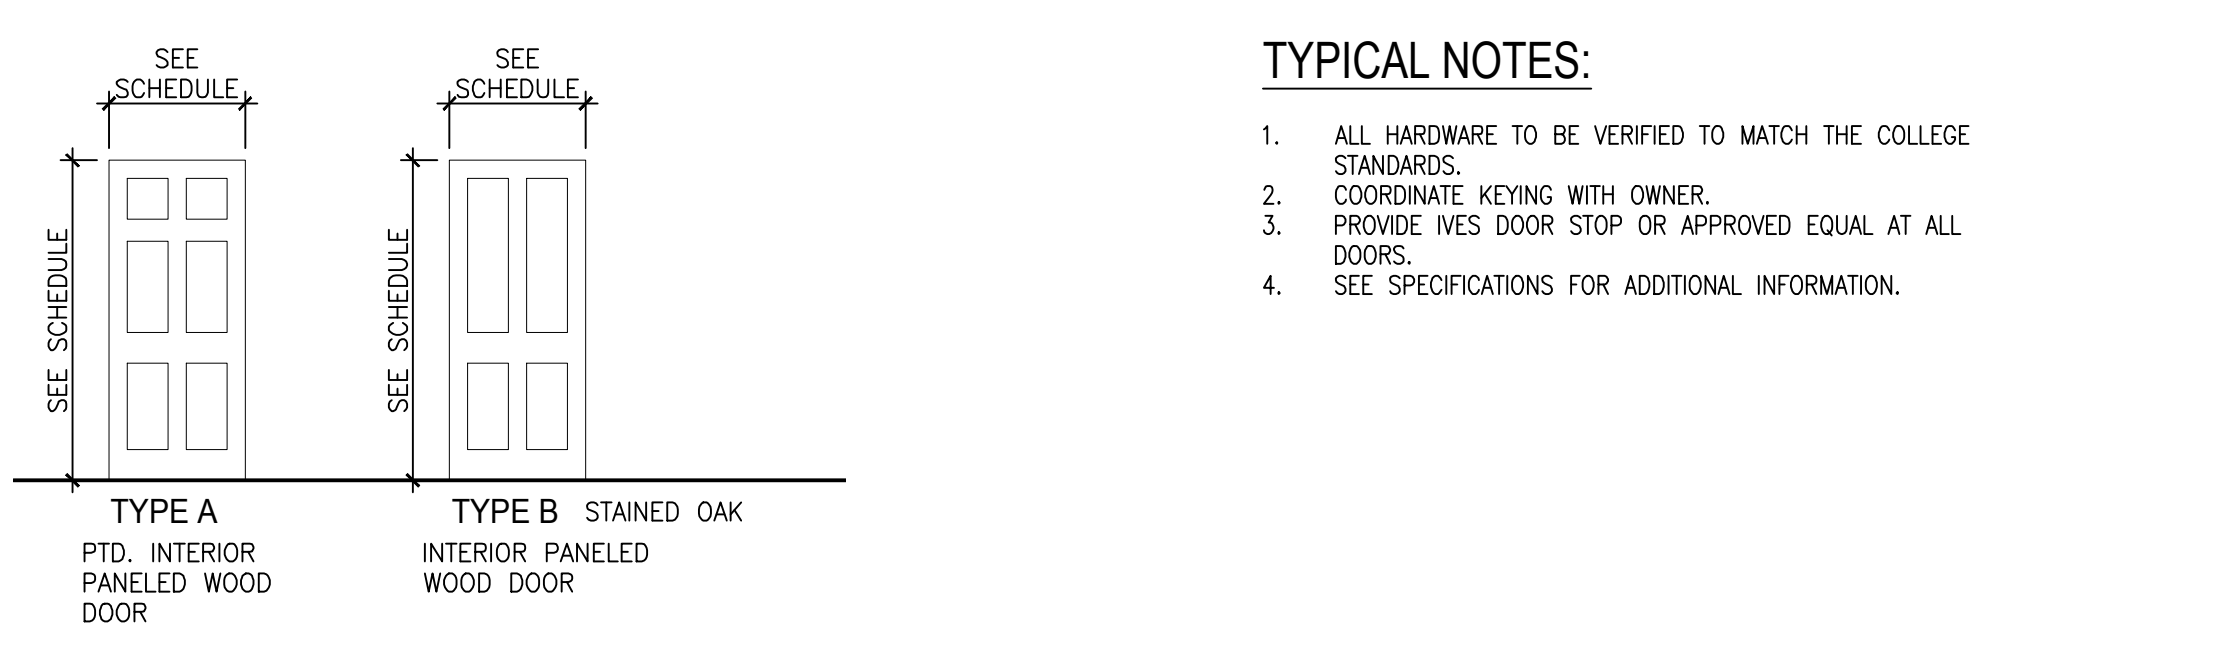 SEE
SCHEDULE
SEE SCHEDULE
TYPE A
PTD. INTERIOR
PANELED WOOD
DOOR
SEE
SCHEDULE
SEE SCHEDULE
TYPE B STAINED OAK
INTERIOR PANELED
WOOD DOOR
TYPICAL NOTES:
1. ALL HARDWARE TO BE VERIFIED TO MATCH THE COLLEGE
STANDARDS.
2. COORDINATE KEYING WITH OWNER.
3. PROVIDE IVES DOOR STOP OR APPROVED EQUAL AT ALL
DOORS.
4. SEE SPECIFICATIONS FOR ADDITIONAL INFORMATION.